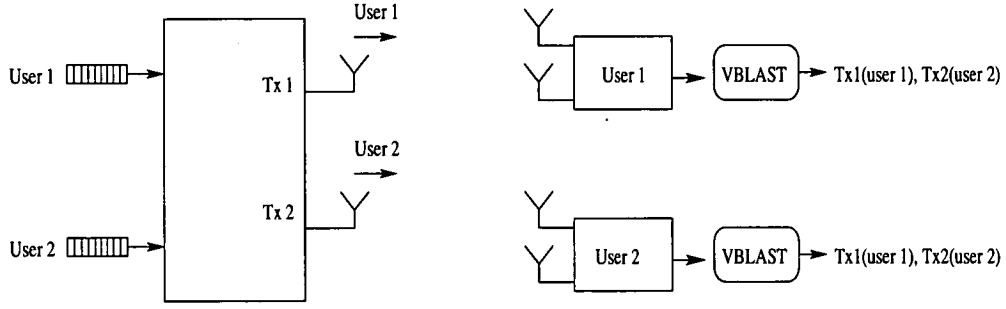 User 1
User 1
Tx 1
User 2
Tx 2
User 2
User 1
VBLAST
Tx1(user 1), Tx2(user 2)
User 2
VBLAST
Tx1(user 1), Tx2(user 2)